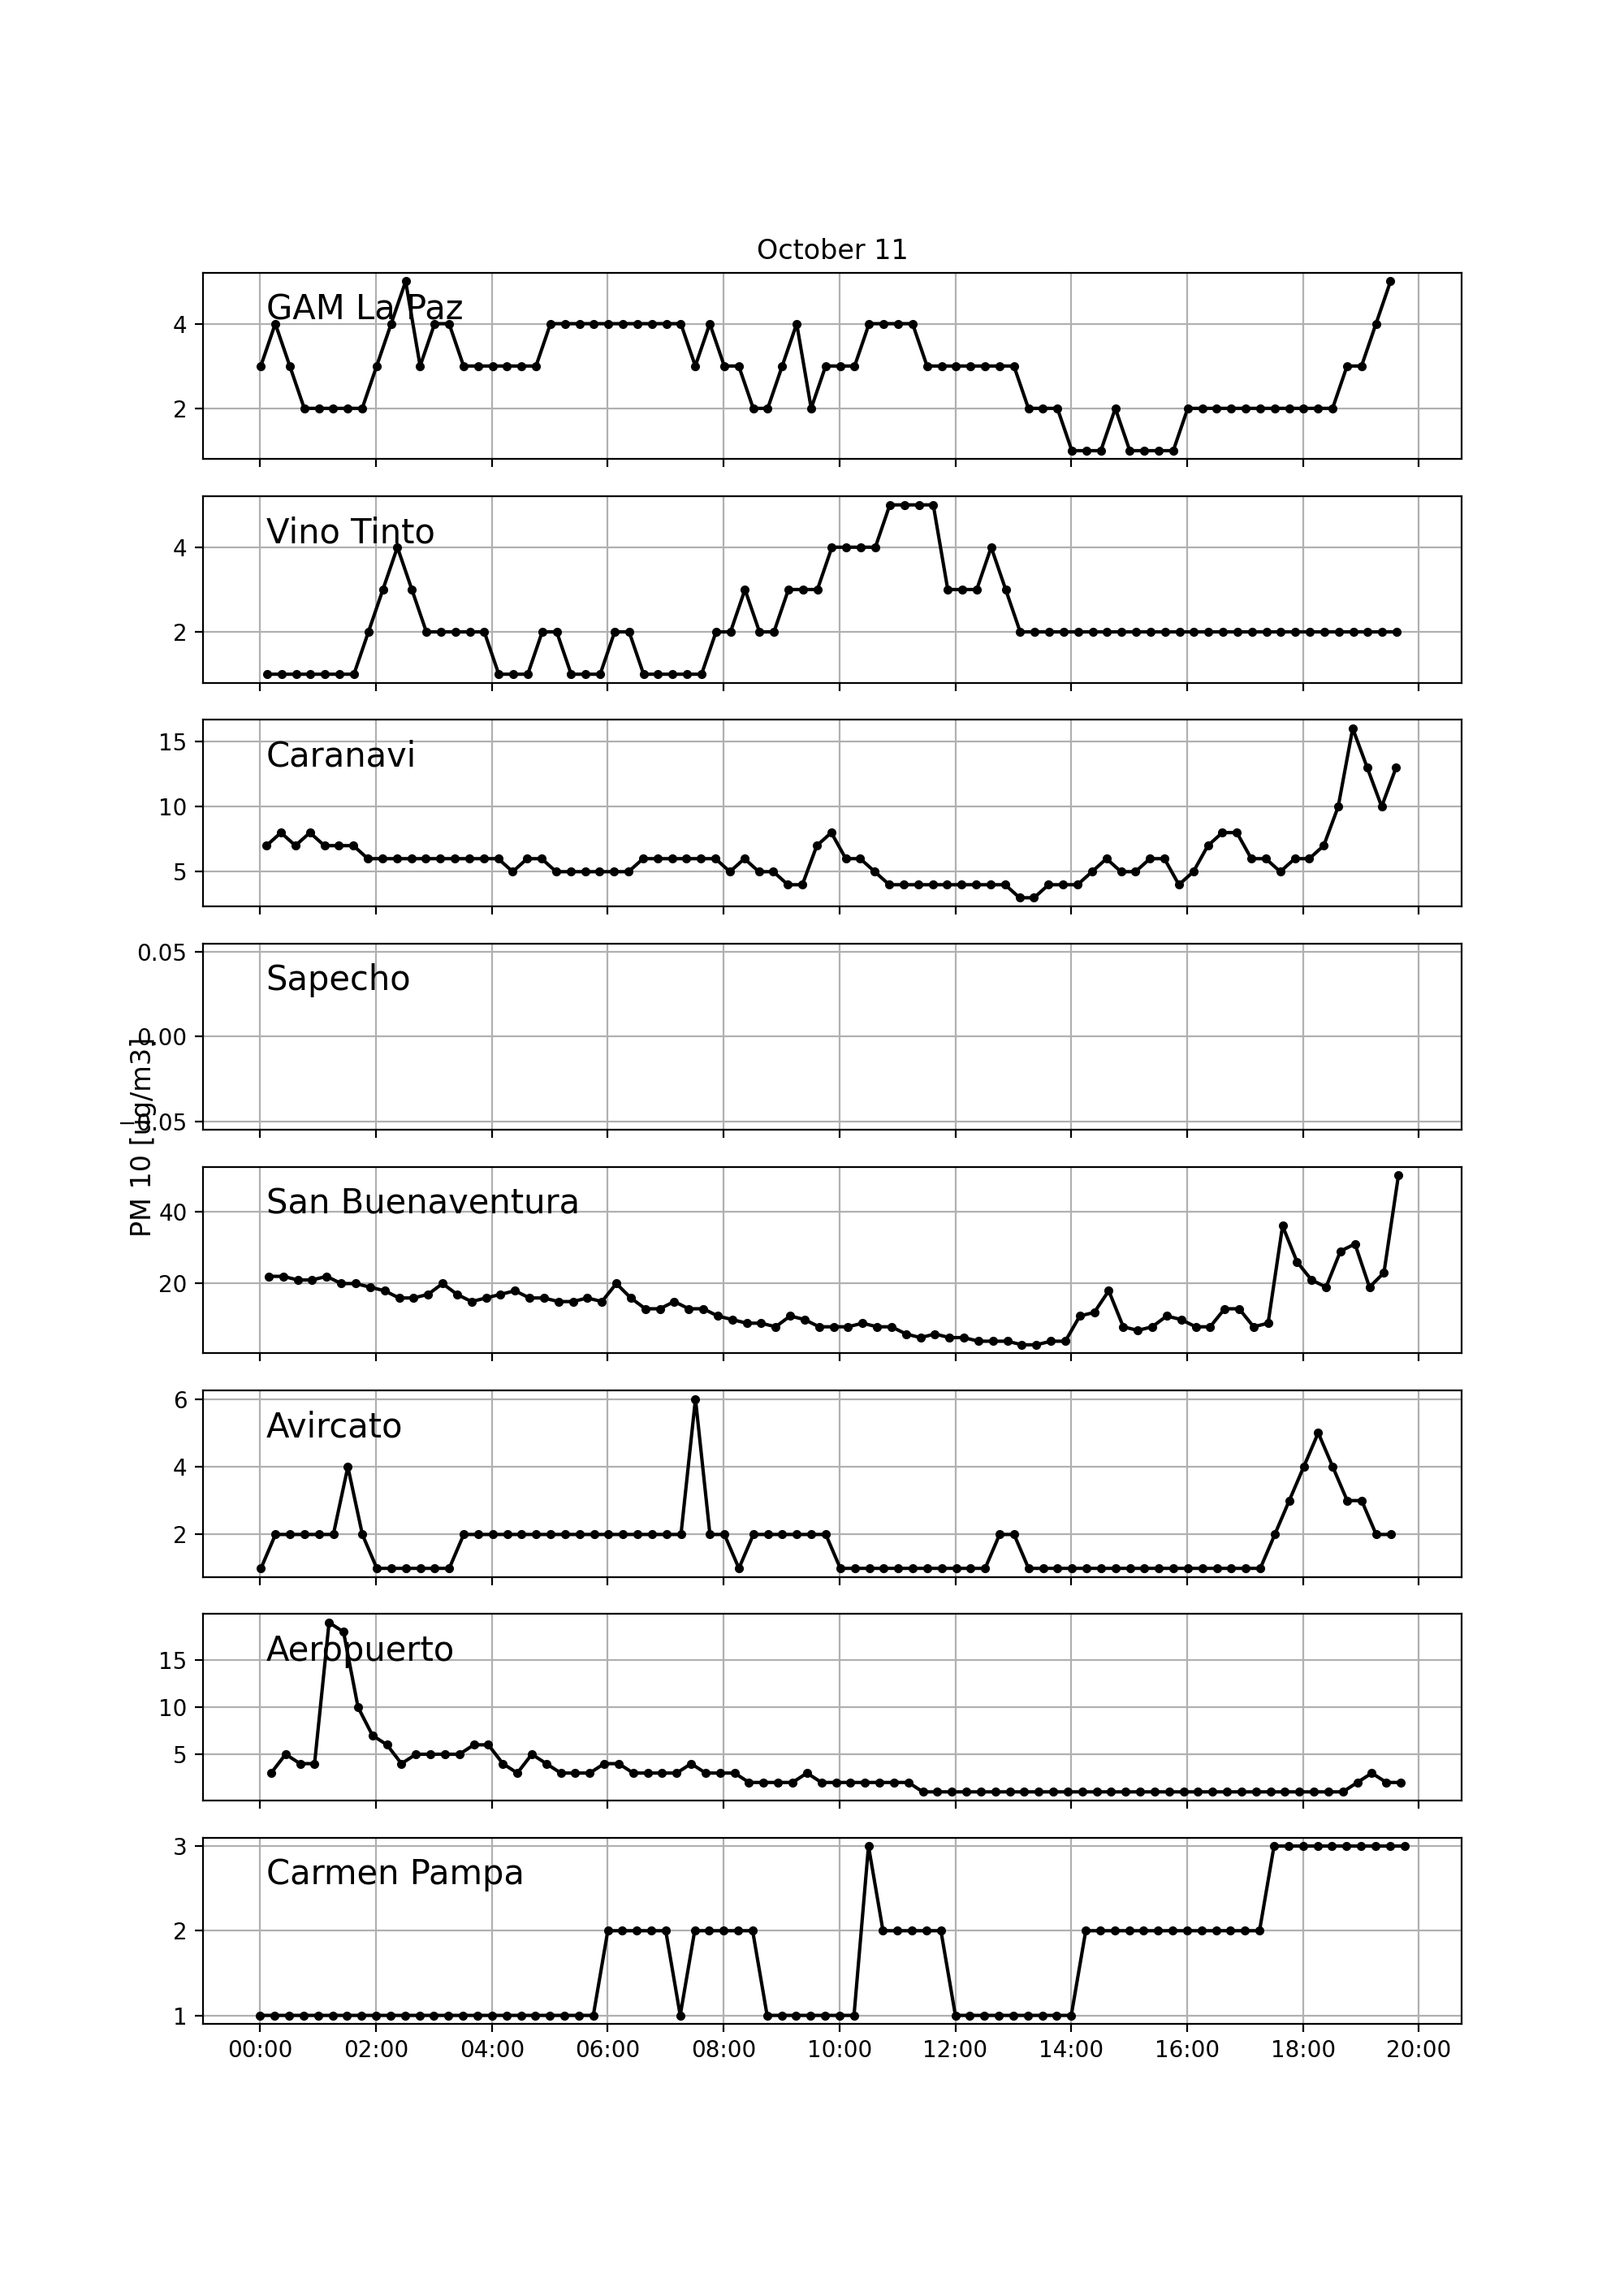 October 11
GAM La Paz
4
2
Vino Tinto
4
2
Caranavi
15
10
5
Sapecho
0.05
0.00
−0.05
PM 10 [ug/m3]
San Buenaventura
40
20
Avircato
6
4
2
Aeropuerto
15
10
5
Carmen Pampa
3
2
1
00:00 02:00 04:00 06:00 08:00 10:00 12:00 14:00 16:00 18:00 20:00